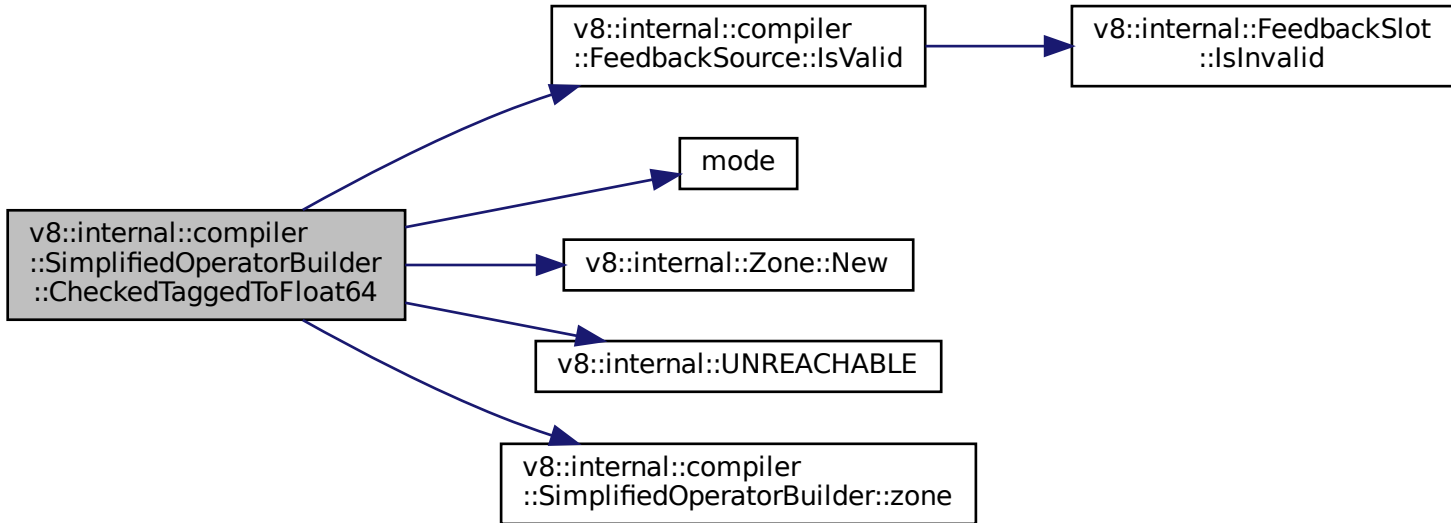 v8::internal::compiler
::FeedbackSource::IsValid
v8::internal::FeedbackSlot
::IsInvalid
mode
v8::internal::compiler
::SimplifiedOperatorBuilder
::CheckedTaggedToFloat64
v8::internal::Zone::New
v8::internal::UNREACHABLE
v8::internal::compiler
::SimplifiedOperatorBuilder::zone